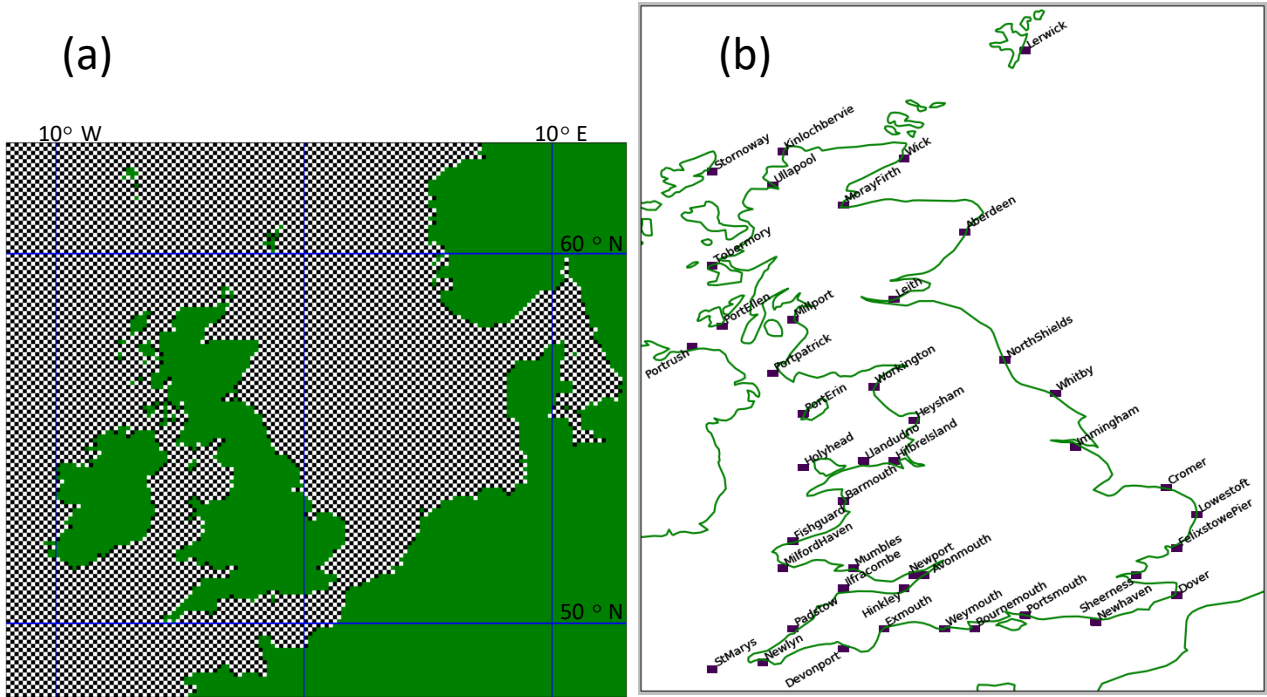 (a)
10° W
10° E
60 ° N
50 ° N
(b)
Lerwick
Kinlochbervie
Stornoway
Wick
Ullapool
MorayFirth
Aberdeen
Tobermory
Leith
PortEllen
Millport
Portrush
NorthShields
Portpatrick
Workington
Whitby
PortErin
Heysham
Immingham
Holyhead
Llandudno
HilbreIsland
Cromer
Barmouth
Lowestoft
Fishguard
FelixstowePier
MilfordHaven
Mumbles
Newport
Avonmouth
Ilfracombe
Sheerness
Hinkley
Dover
Padstow
Exmouth
Weymouth
Bournemouth
Portsmouth
Newhaven
StMarys
Newlyn
Devonport